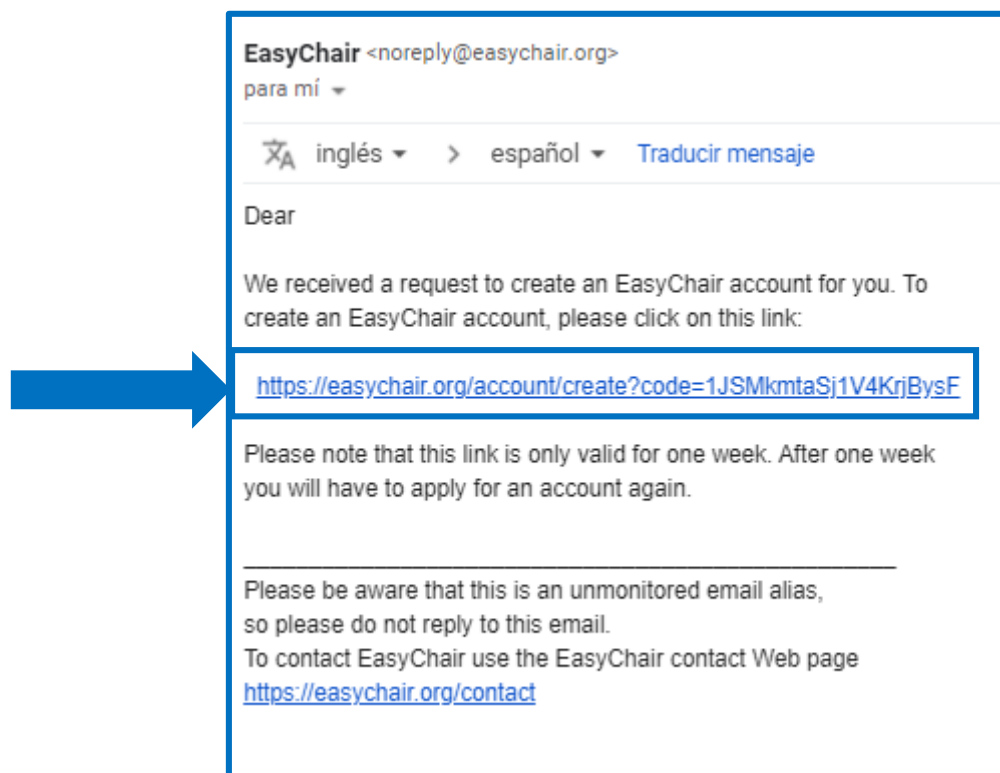 EasyChair <noreply@easychair.org>
para mí
inglés > español Traducir mensaje
Dear
We received a request to create an EasyChair account for you. To
create an EasyChair account, please click on this link:
https://easychair.org/account/create?code=1JSMkmtaSj1V4KrjBysF
Please note that this link is only valid for one week. After one week
you will have to apply for an account again.
Please be aware that this is an unmonitored email alias,
so please do not reply to this email.
To contact EasyChair use the EasyChair contact Web page
https://easychair.org/contact